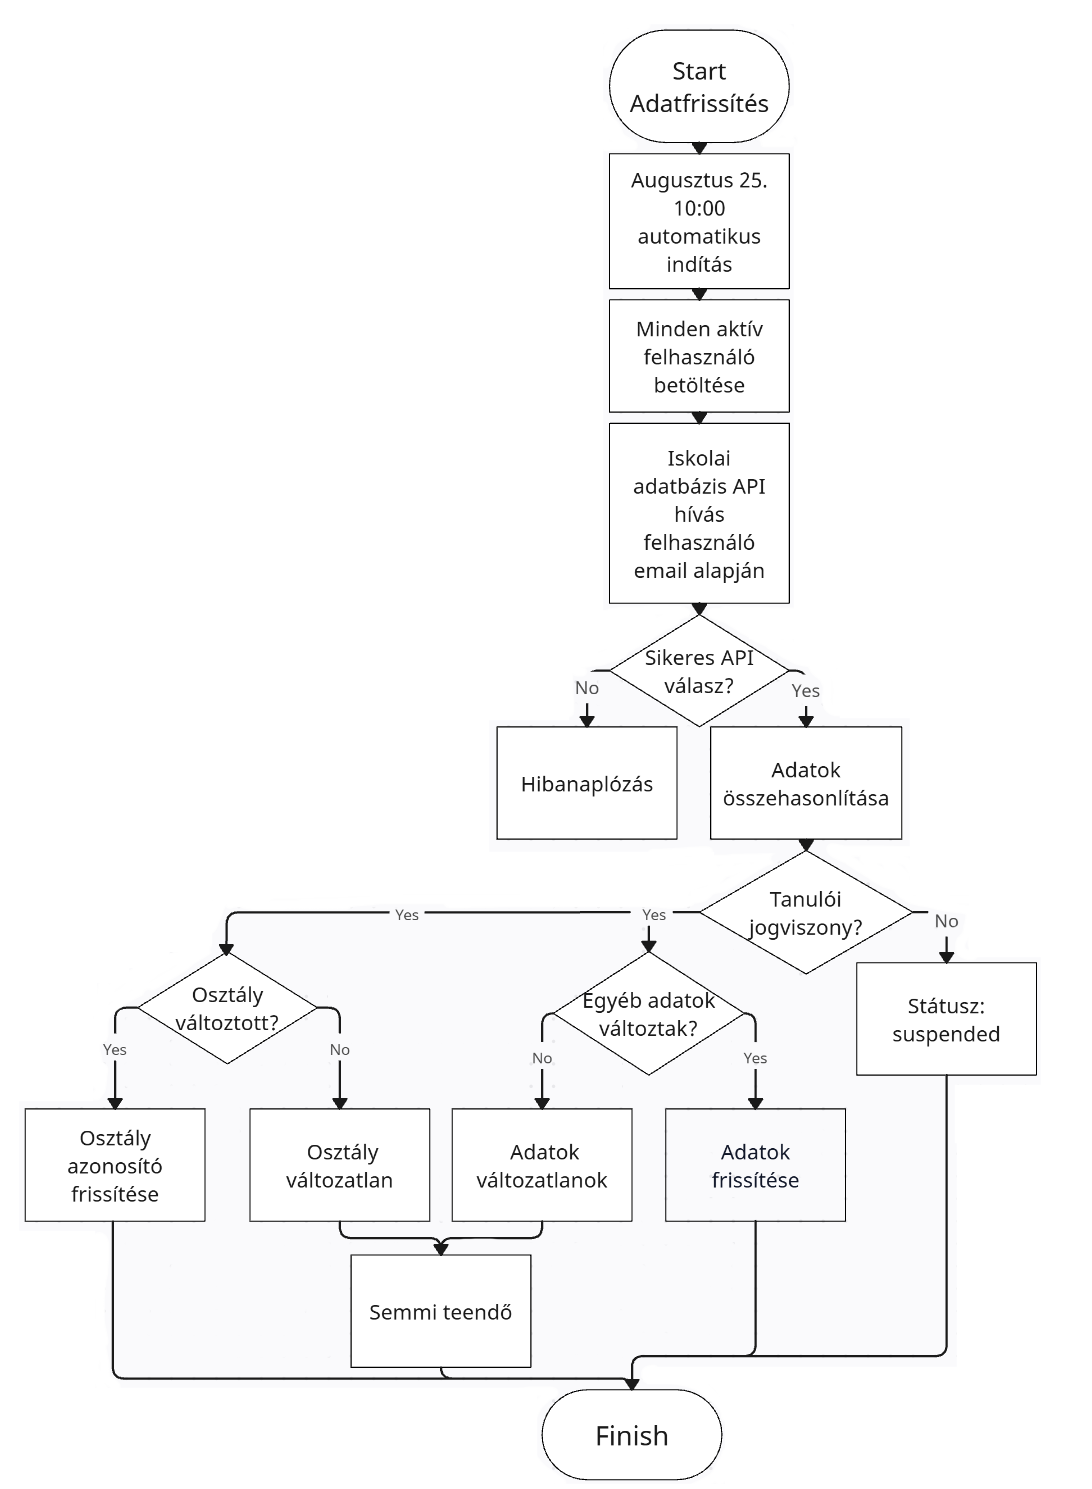 Start
Adatfrissítés
Augusztus 25.
10:00
automatikus
indítás
Minden aktív
felhasználó
betöltése
Iskolai
adatbázis API
hívás
felhasználó
email alapján
Sikeres API
válasz?
No
Yes
Hibanaplózás
Adatok
összehasonlítása
Tanulói
jogviszony?
Yes
Yes
No
Osztály
változtott?
Egyéb adatok
változtak?
Státusz:
suspended
Yes
No
No
Yes
Osztály
azonosító
frissítése
Osztály
változatlan
Adatok
változatlanok
Adatok
frissítése
Semmi teendő
Finish